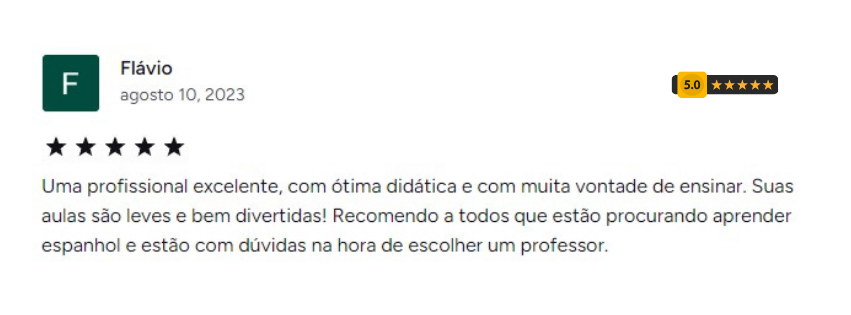 F
Flávio
agosto 10, 2023
5.0
Uma profissional excelente, com ótima didática e com muita vontade de ensinar. Suas
aulas são leves e bem divertidas! Recomendo a todos que estão procurando aprender
espanhol e estão com dúvidas na hora de escolher um professor.